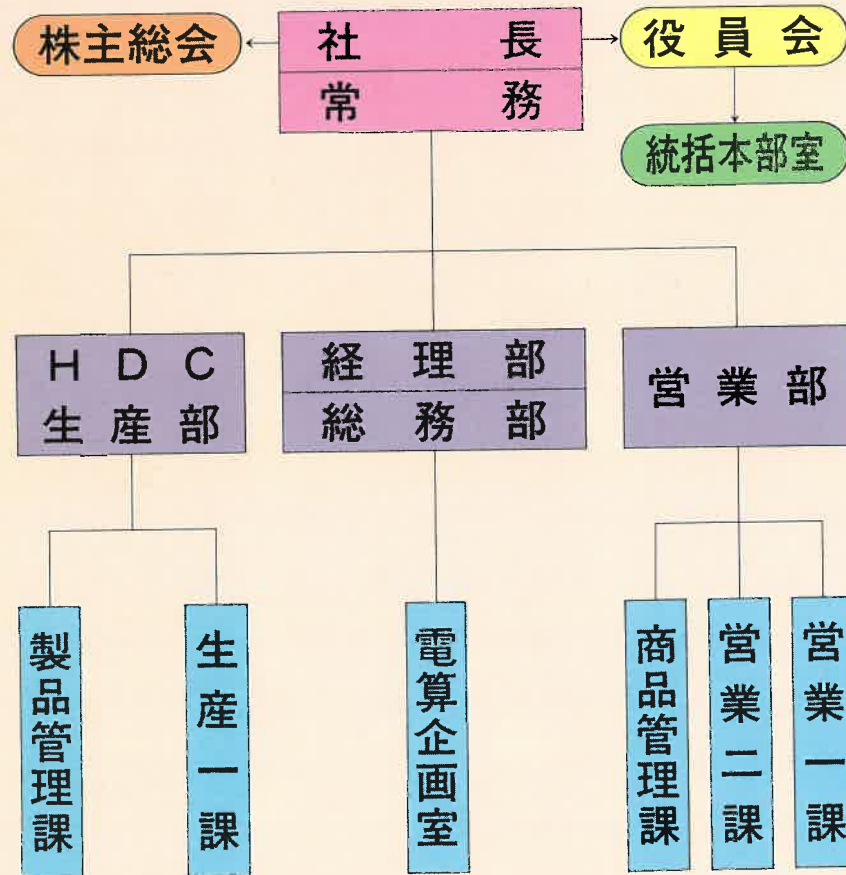 株主総会
社長
常務
役員会
統括本部室
HDC
生産部
経理部
総務部
営業部
製品管理課
生産一課
電算企画室
商品管理課
営業二課
営業一課